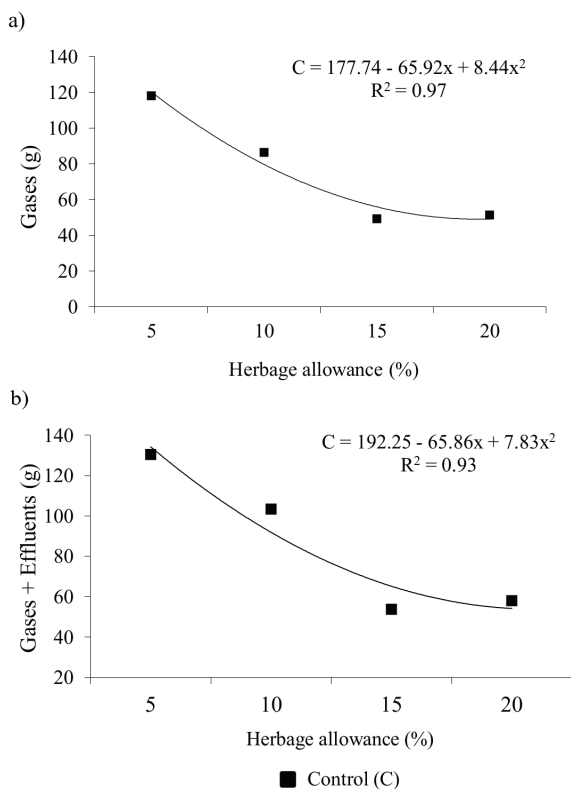 a)
C = 177.74 - 65.92x + 8.44x²
R² = 0.97
Gases (g)
140
120
100
80
60
40
20
0
5 10 15 20
Herbage allowance (%)
b)
C = 192.25 - 65.86x + 7.83x²
R² = 0.93
Gases + Effluents (g)
140
120
100
80
60
40
20
5 10 15 20
Herbage allowance (%)
Control (C)